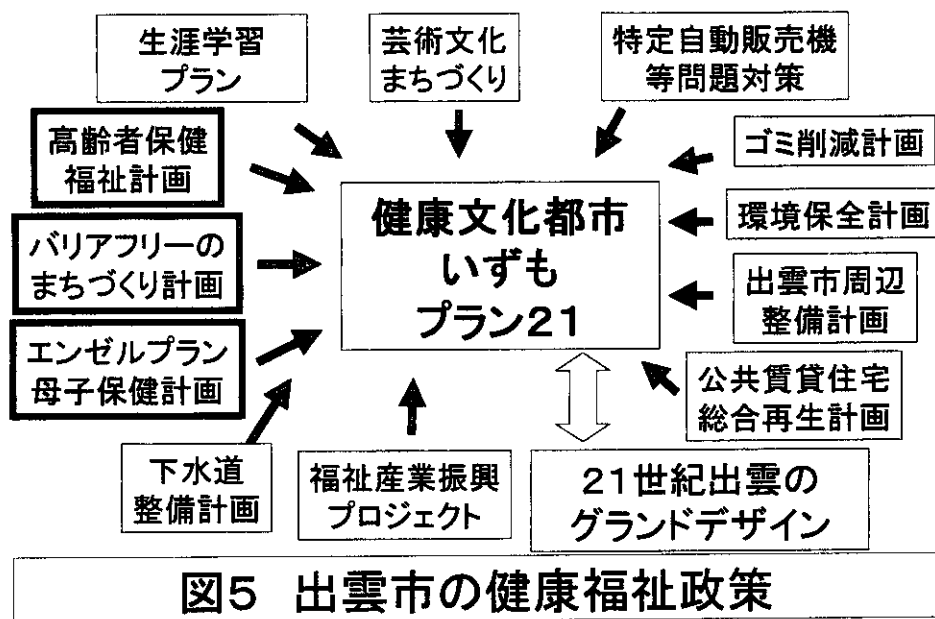 生涯学習
プラン
芸術文化
まちづくり
特定自動販売機
等問題対策
高齢者保健
福祉計画
ゴミ削減計画
健康文化都市
いずも
プラン21
環境保全計画
バリアフリーの
まちづくり計画
出雲市周辺
整備計画
エンゼルプラン
母子保健計画
公共賃貸住宅
総合再生計画
下水道
整備計画
福祉産業振興
プロジェクト
21世紀出雲の
グランドデザイン
図5 出雲市の健康福祉政策